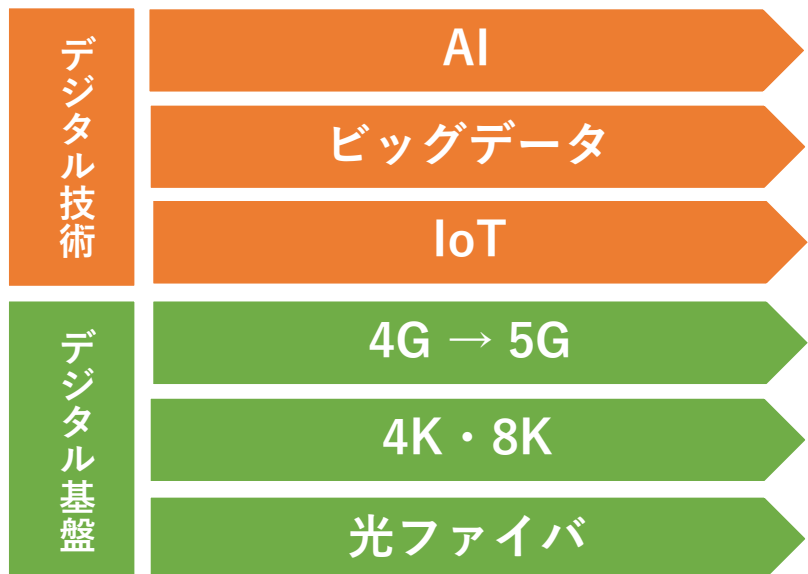 デジタル技術
AI
ビッグデータ
IoT
デジタル基盤
4G → 5G
4K・8K
光ファイバ